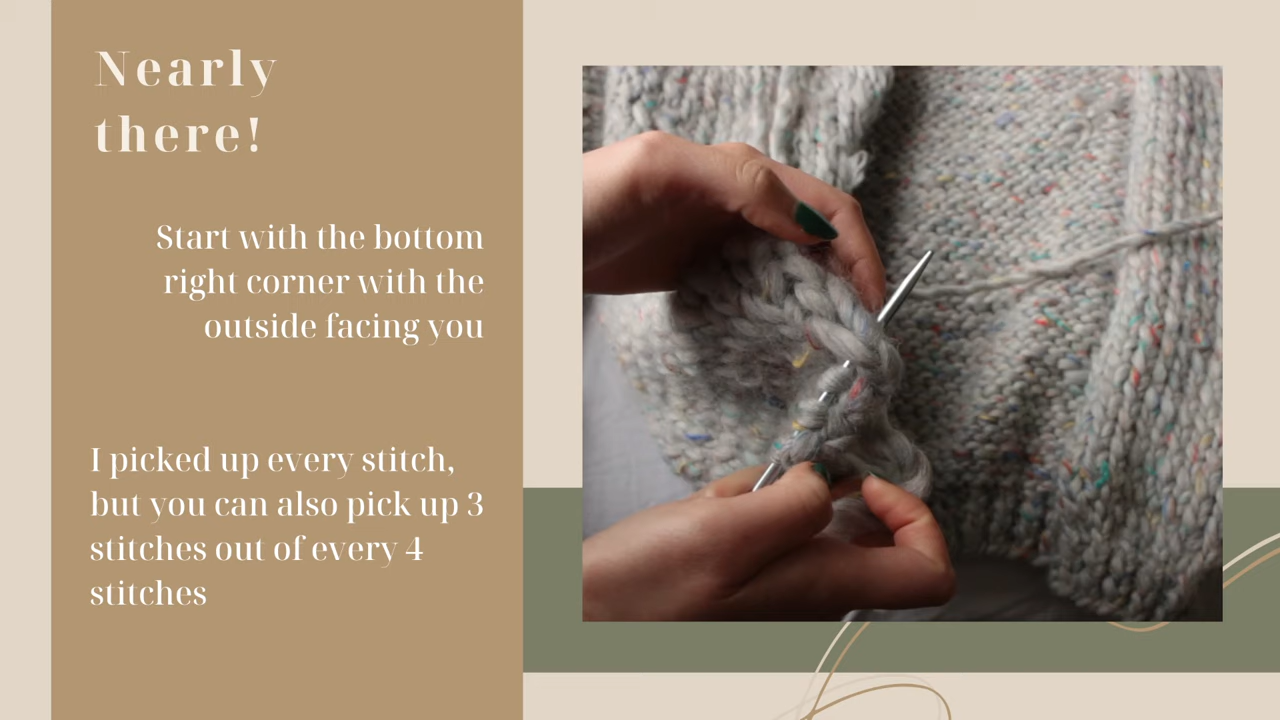 Nearly
there!
Start with the bottom
right corner with the
outside facing you
I picked up every stitch,
but you can also pick up 3
stitches out of every 4
stitches